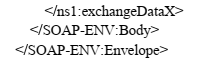 </ns1:exchangeDataX>
</SOAP-ENV:Body>
</SOAP-ENV:Envelope>